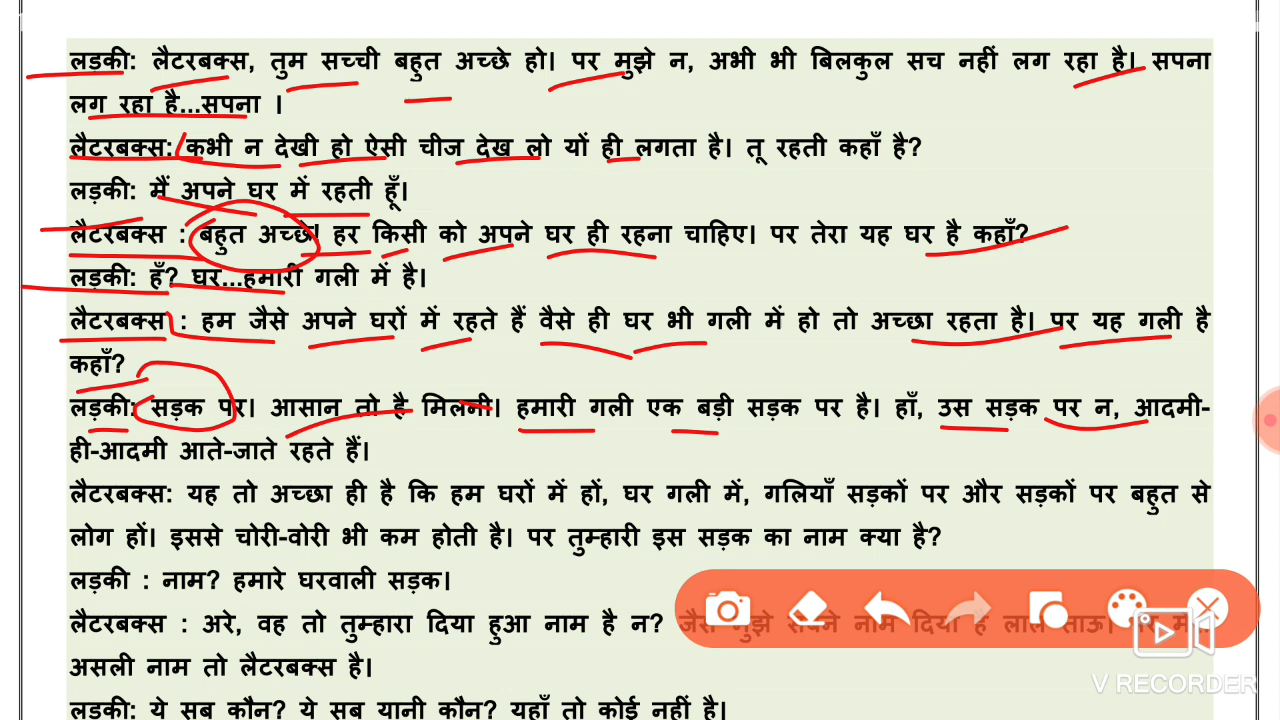 लड़की: लैटरबक्स, तुम सच्ची बहुत अच्छे हो। पर मुझे न, अभी भी बिलकुल सच नहीं लग रहा है। सपना
लग रहा है...सपना ।
लैटरबक्स: कभी न देखी हो ऐसी चीज देख लो यों ही लगता है। तू रहती कहाँ है?
लड़की: मैं अपने घर में रहती हूँ।
लैटरबक्स : बहुत अच्छे। हर किसी को अपने घर ही रहना चाहिए। पर तेरा यह घर है कहाँ?
लड़की: हँ? घर...हमारी गली में है।
लैटरबक्स : हम जैसे अपने घरों में रहते हैं वैसे ही घर भी गली में हो तो अच्छा रहता है। पर यह गली है
कहाँ?
लड़की: सड़क पर। आसान तो है मिलनी। हमारी गली एक बड़ी सड़क पर है। हाँ, उस सड़क पर न, आदमी-
ही-आदमी आते-जाते रहते हैं।
लैटरबक्स: यह तो अच्छा ही है कि हम घरों में हों, घर गली में, गलियाँ सड़कों पर और सड़कों पर बहुत से
लोग हों। इससे चोरी-वोरी भी कम होती है। पर तुम्हारी इस सड़क का नाम क्या है?
लड़की : नाम? हमारे घरवाली सड़क।
लैटरबक्स : अरे, वह तो तुम्हारा दिया हुआ नाम है न? जैसे मुझे सबने नाम दिया है लाल ताऊ।
असली नाम तो लैटरबक्स है।
लड़की: ये सब कौन? ये सब यानी कौन? यहाँ तो कोई नहीं है।
V RECORDER